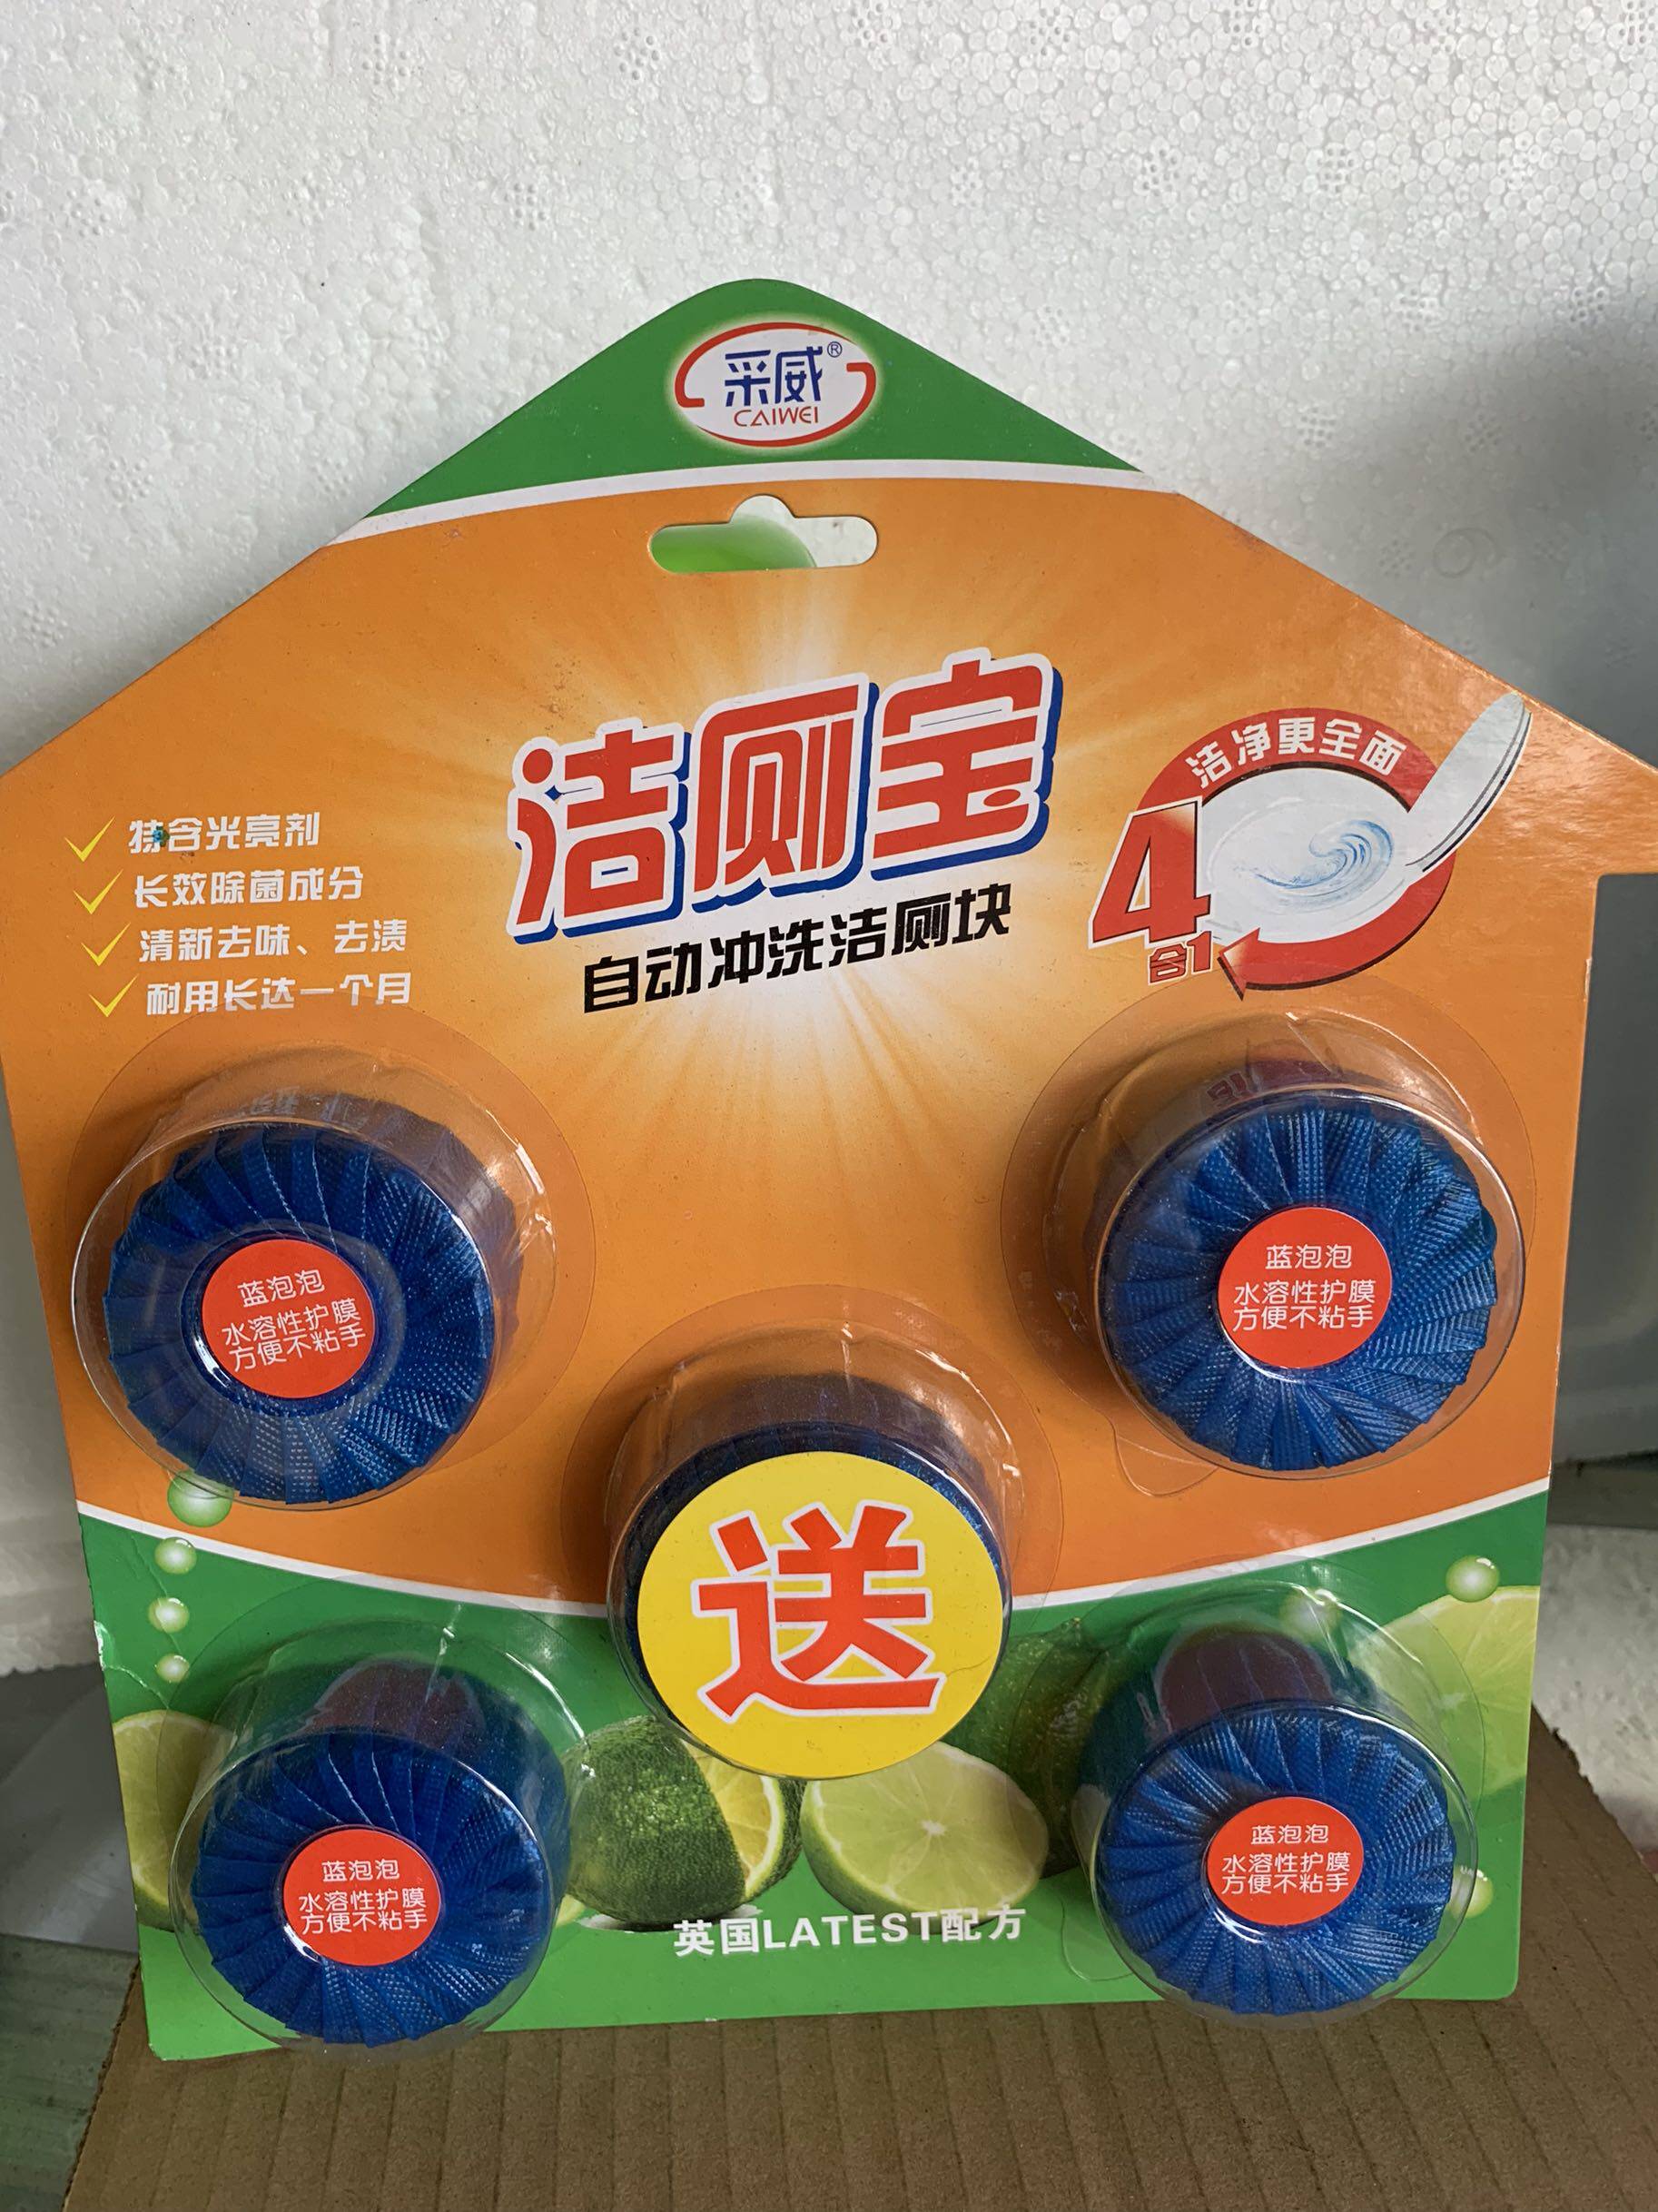 采威®
CAIWEI
洁厕宝
自动冲洗洁厕块
特含光亮剂
长效除菌成分
清新去味、去渍
耐用长达一个月
洁净更全面
4
合1
蓝泡泡
水溶性护膜
方便不粘手
蓝泡泡
水溶性护膜
方便不粘手
送
蓝泡泡
水溶性护膜
方便不粘手
蓝泡泡
水溶性护膜
方便不粘手
英国LATEST配方